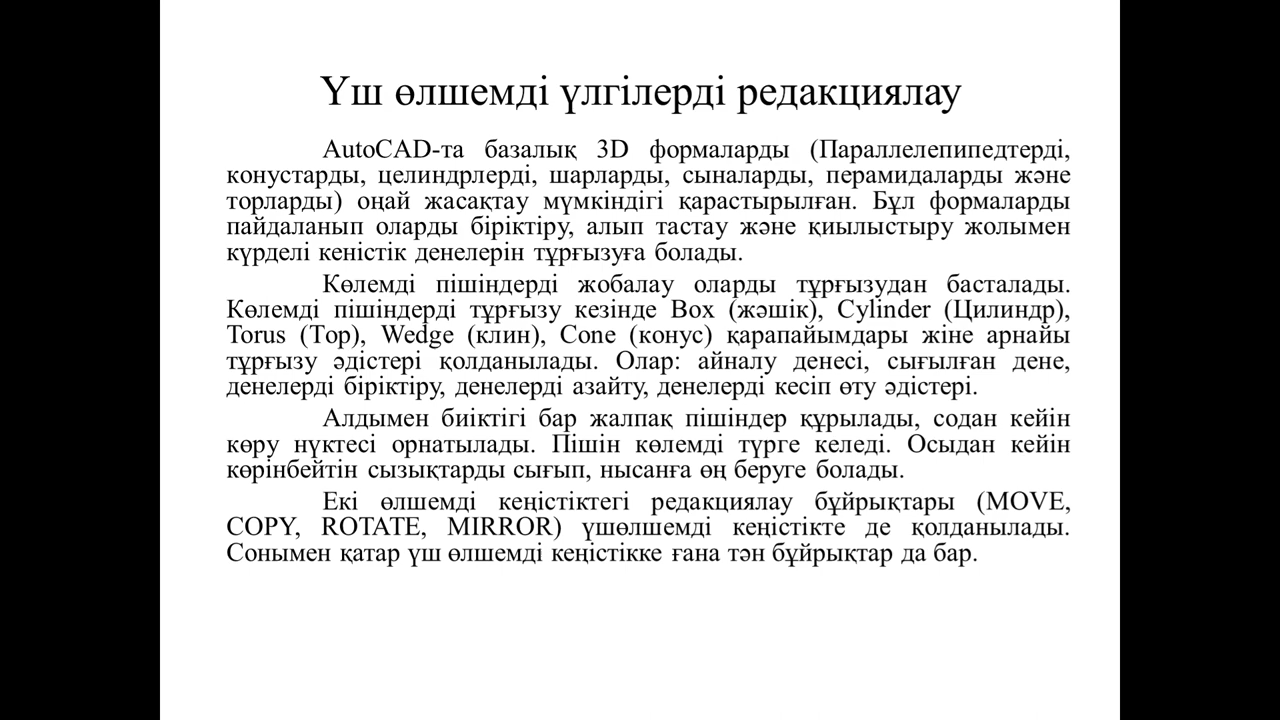 Үш өлшемді үлгілерді редакциялау
AutoCAD-та базалық 3D формаларды (Параллелепипедтерді,
конустарды, целиндрлерді, шарларды, сыналарды, перамидаларды және
торларды) оңай жасақтау мүмкіндігі қарастырылған. Бұл формаларды
пайдаланып оларды біріктіру, алып тастау және қиылыстыру жолымен
күрделі кеністік денелерін тұрғызуға болады.
Көлемді пішіндерді жобалау оларды тұрғызудан басталады.
Көлемді пішіндерді тұрғызу кезінде Box (жәшік), Cylinder (Цилиндр),
Torus (Тор), Wedge (клин), Cone (конус) қарапайымдары жіне арнайы
тұрғызу әдістері қолданылады. Олар: айналу денесі, сығылған дене,
денелерді біріктіру, денелерді азайту, денелерді кесіп өту әдістері.
Алдымен биіктігі бар жалпақ пішіндер құрылады, содан кейін
көру нүктесі орнатылады. Пішін көлемді түрге келеді. Осыдан кейін
көрінбейтін сызықтарды сығып, нысанға өң беруге болады.
Екі өлшемді кеңістіктегі редакциялау бұйрықтары (MOVE,
COPY, ROTATE, MIRROR) үшөлшемді кеңістікте де қолданылады.
Сонымен қатар үш өлшемді кеңістікке ғана тән бұйрықтар да бар.